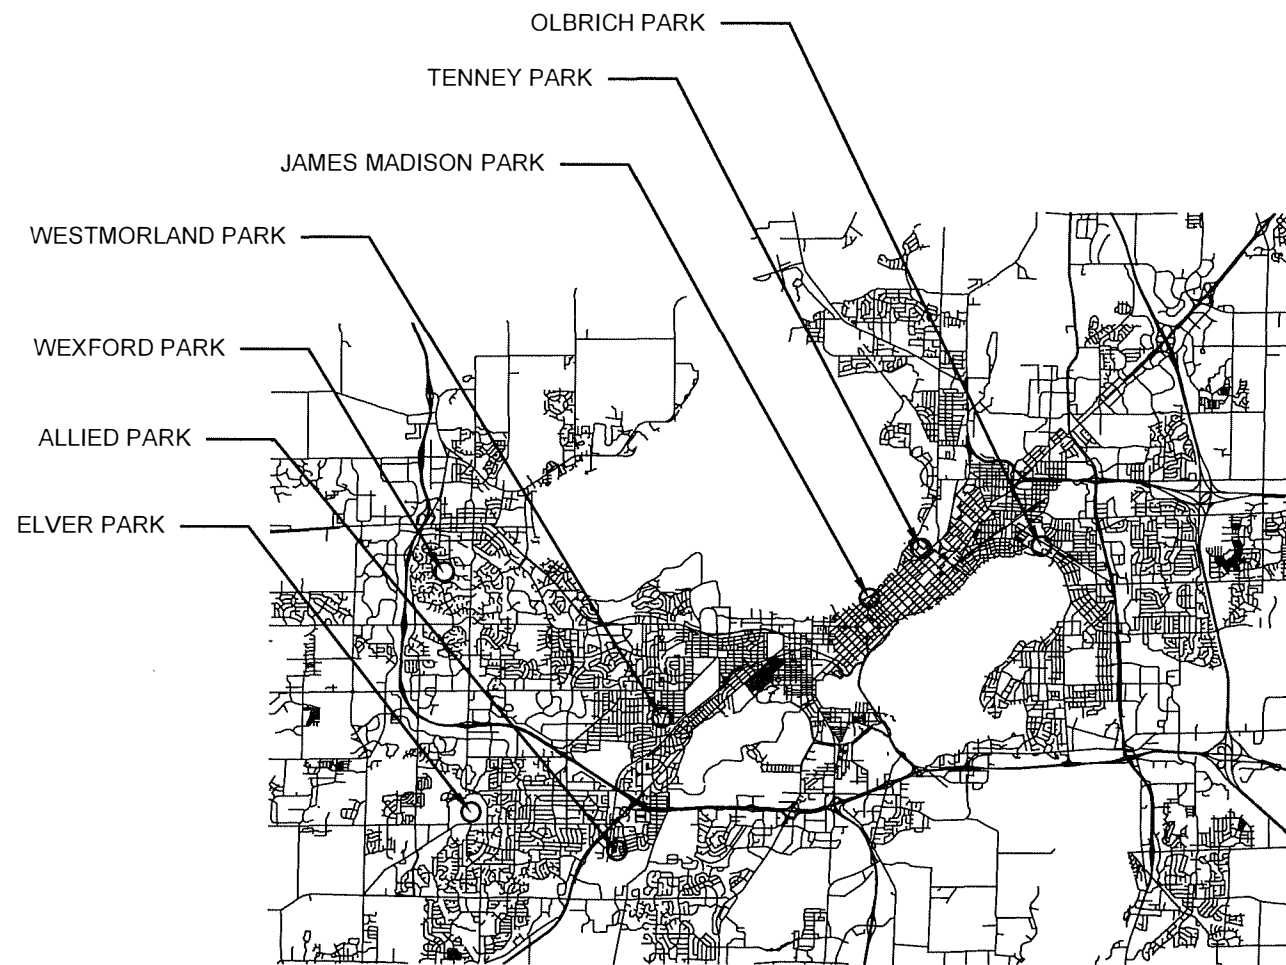 OLBRICH PARK
TENNEY PARK
JAMES MADISON PARK
WESTMORLAND PARK
WEXFORD PARK
ALLIED PARK
ELVER PARK